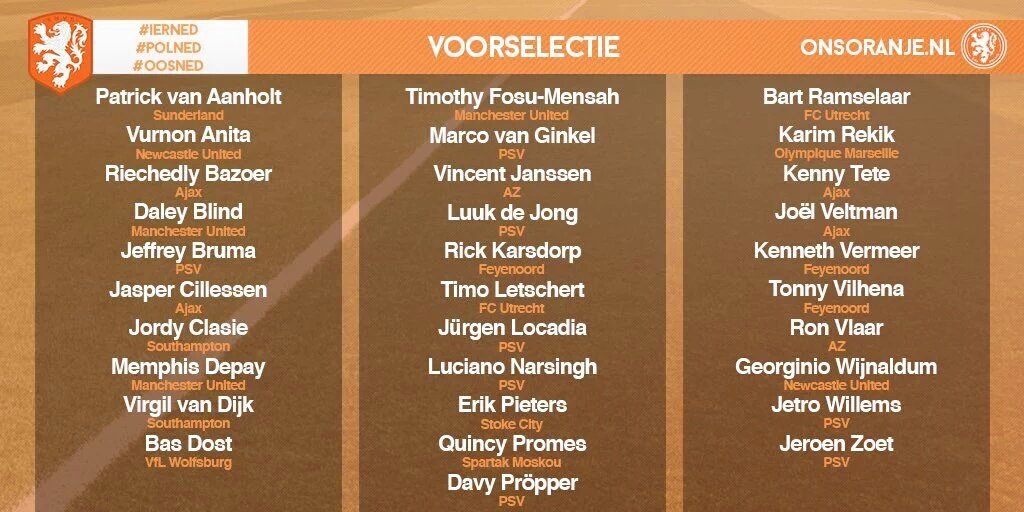 #IERNED
#POLNED
#OOSNED
VOORSELECTIE
ONSORANJE.NL
Patrick van Aanholt
Sunderland
Vurnon Anita
Newcastle United
Riechedly Bazoer
Ajax
Daley Blind
Manchester United
Jeffrey Bruma
PSV
Jasper Cillessen
Ajax
Jordy Clasie
Southampton
Memphis Depay
Manchester United
Virgil van Dijk
Southampton
Bas Dost
VfL Wolfsburg
Timothy Fosu-Mensah
Manchester United
Marco van Ginkel
PSV
Vincent Janssen
AZ
Luuk de Jong
PSV
Rick Karsdorp
Feyenoord
Timo Letschert
FC Utrecht
Jürgen Locadia
PSV
Luciano Narsingh
PSV
Erik Pieters
Stoke City
Quincy Promes
Spartak Moskou
Davy Pröpper
PSV
Bart Ramselaar
FC Utrecht
Karim Rekik
Olympique Marseille
Kenny Tete
Ajax
Joël Veltman
Ajax
Kenneth Vermeer
Feyenoord
Tonny Vilhena
Feyenoord
Ron Vlaar
AZ
Georginio Wijnaldum
Newcastle United
Jetro Willems
PSV
Jeroen Zoet
PSV